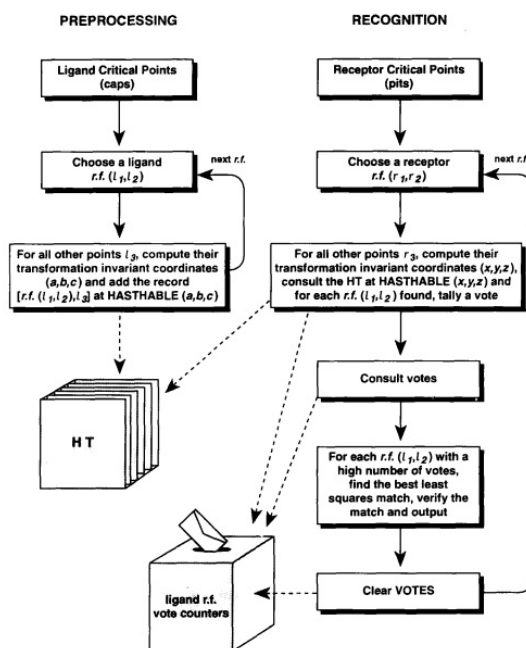 PREPROCESSING
RECOGNITION
Ligand Critical Points
(caps)
Receptor Critical Points
(pits)
next r.f.
next r.f.
Choose a ligand
r.f. (l1,l2)
Choose a receptor
r.f. (r1,r2)
For all other points l3, compute their
transformation invariant coordinates
(a,b,c) and add the record
[r.f. (l1,l2),l3] at HASTHABLE (a,b,c)
For all other points r3, compute their
transformation invariant coordinates (x,y,z),
consult the HT at HASTHABLE (x,y,z) and
for each r.f. (l1,l2) found, tally a vote
Consult votes
HT
For each r.f. (l1,l2) with a
high number of votes,
find the best least
squares match, verify the
match and output
ligand r.f.
vote counters
Clear VOTES